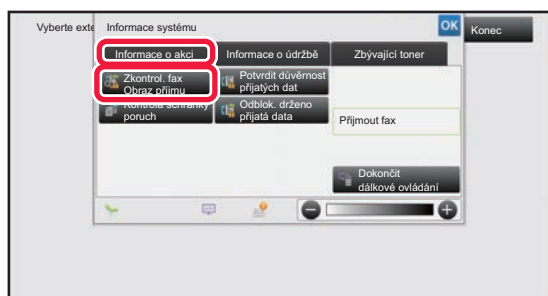 Vyberte exte
Informace systému
OK
Konec
Informace o akci
Informace o údržbě
Zbývající toner
Zkontrol. fax
Obraz příjmu
Potvrdit důvěrnost
přijatých dat
Kontrola schránky
poruch
Odblok. drženo
přijatá data
Přijmout fax
Dokončit
dálkové ovládání